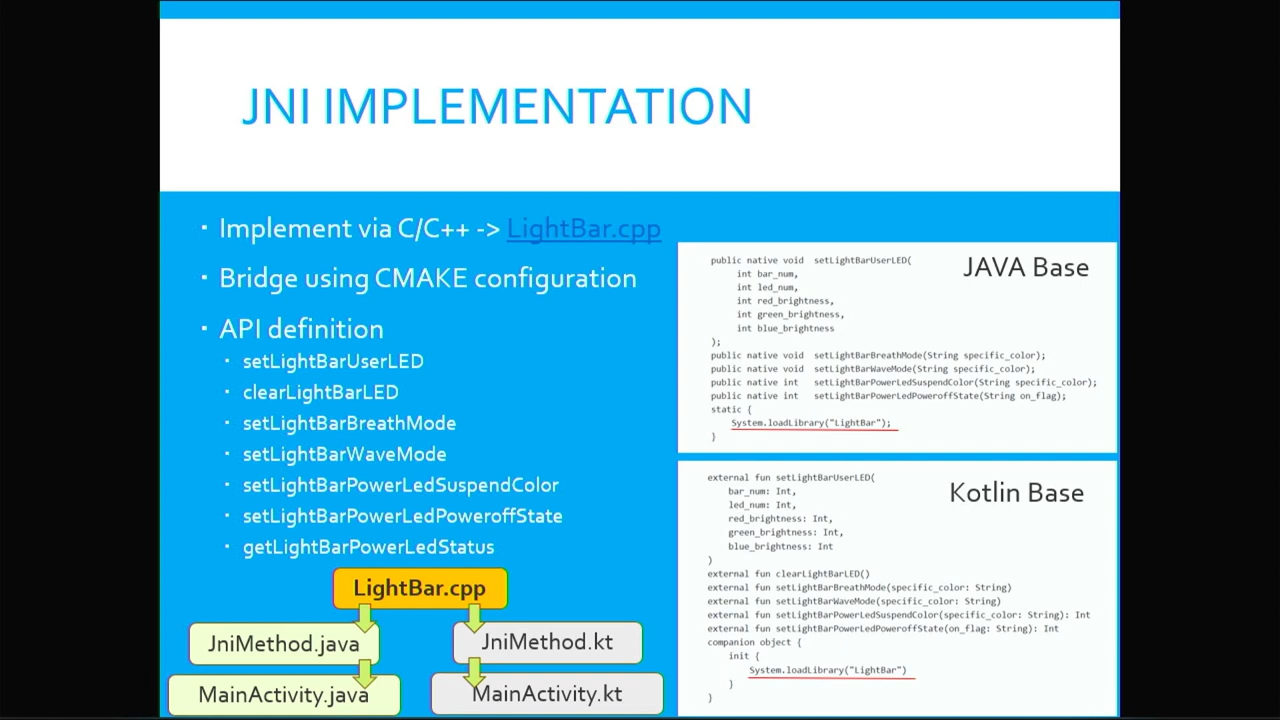 JNI IMPLEMENTATION
▪ Implement via C/C++ -> LightBar.cpp
▪ Bridge using CMAKE configuration
▪ API definition
▪ setLightBarUserLED
▪ clearLightBarLED
▪ setLightBarBreathMode
▪ setLightBarWaveMode
▪ setLightBarPowerLedSuspendColor
▪ setLightBarPowerLedPoweroffState
▪ getLightBarPowerLedStatus
LightBar.cpp
JniMethod.java
JniMethod.kt
MainActivity.java
MainActivity.kt
JAVA Base
public native void setLightBarUserLED(
int bar_num,
int led_num,
int red_brightness,
int green_brightness,
int blue_brightness
);
public native void setLightBarBreathMode(String specific_color);
public native void setLightBarWaveMode(String specific_color);
public native int setLightBarPowerLedSuspendColor(String specific_color);
public native int setLightBarPowerLedPoweroffState(String on_flag);
static {
System.loadLibrary("LightBar");
}
Kotlin Base
external fun setLightBarUserLED(
bar_num: Int,
led_num: Int,
red_brightness: Int,
green_brightness: Int,
blue_brightness: Int
)
external fun clearLightBarLED()
external fun setLightBarBreathMode(specific_color: String)
external fun setLightBarWaveMode(specific_color: String)
external fun setLightBarPowerLedSuspendColor(specific_color: String): Int
external fun setLightBarPowerLedPoweroffState(on_flag: String): Int
companion object {
init {
System.loadLibrary("LightBar")
}
}